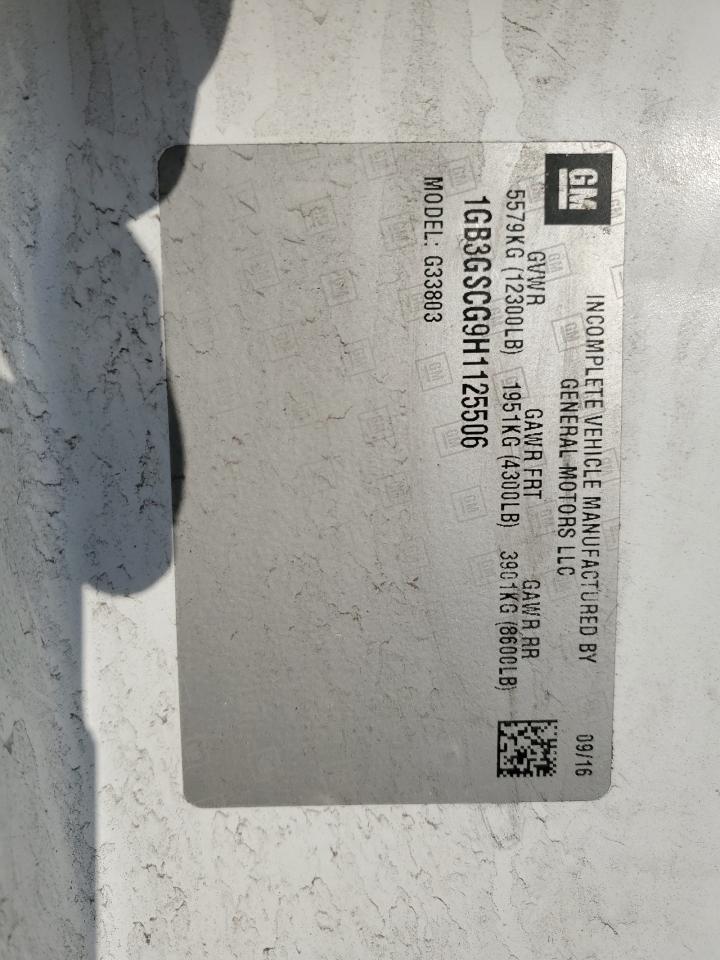 GM
INCOMPLETE VEHICLE MANUFACTURED BY
GENERAL MOTORS LLC
09/16
GVWR GAWR FRT GAWR RR
5579KG (12300LB) 1951KG (4300LB) 3901KG (8600LB)
1GB3GSCG9H1125506
MODEL: G33803